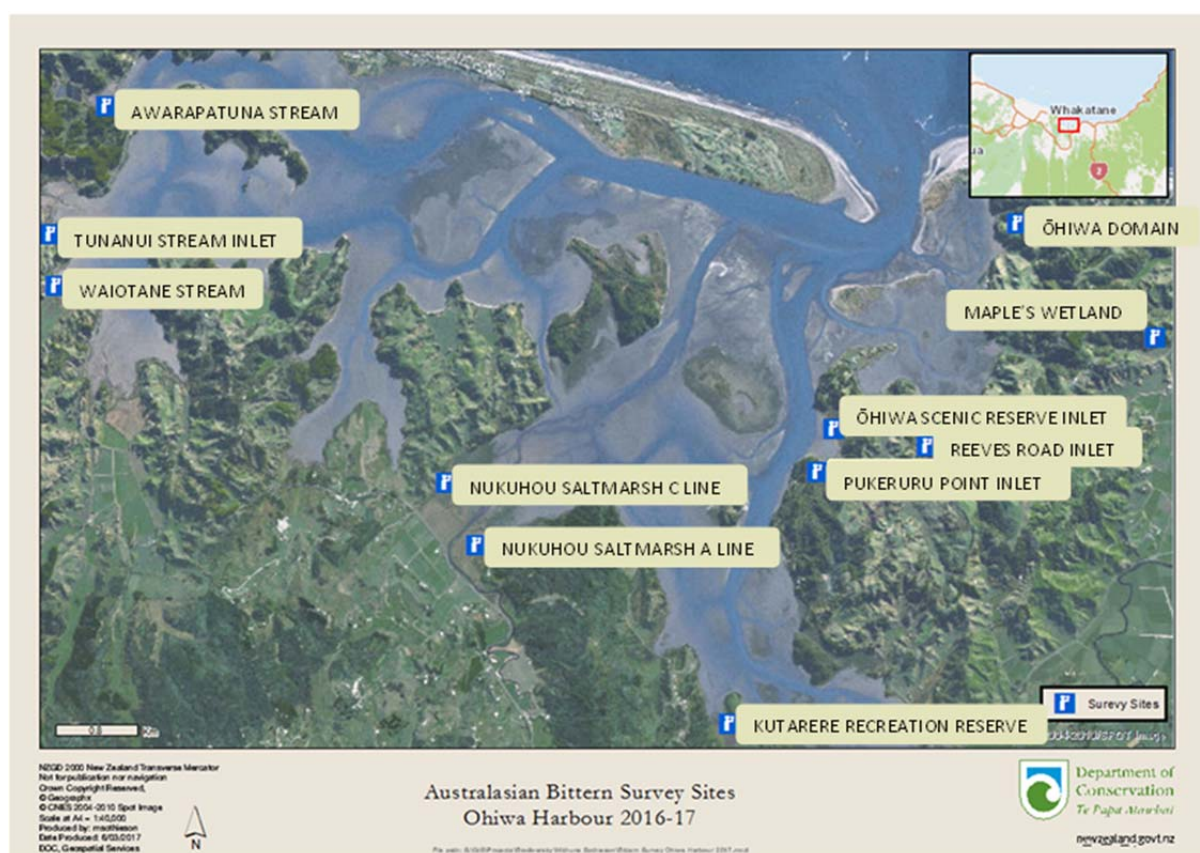 AWARAPATUNA STREAM
Whakatane
2
ŌHIWA DOMAIN
TUNANUI STREAM INLET
WAIOTANE STREAM
MAPLE'S WETLAND
ŌHIWA SCENIC RESERVE INLET
REEVES ROAD INLET
PUKERURU POINT INLET
NUKUHOU SALTMARSH C LINE
NUKUHOU SALTMARSH A LINE
KUTARERE RECREATION RESERVE
Surevy Sites
0.8 Km
NZGD 2000 New Zealand Transverse Mercator
Not for publication nor navigation
Crown Copyright Reserved,
© Geographx
© CNES 2004-2010 Spot Image
Scale at A4 = 1:40,000
Produced by:
Date Produced: 6/03/2017
DOC, Geospatial Services
N
Australasian Bittern Survey Sites
Ohiwa Harbour 2016-17
Department of
Conservation
Te Papa Atawhai
newzealand.govt.nz